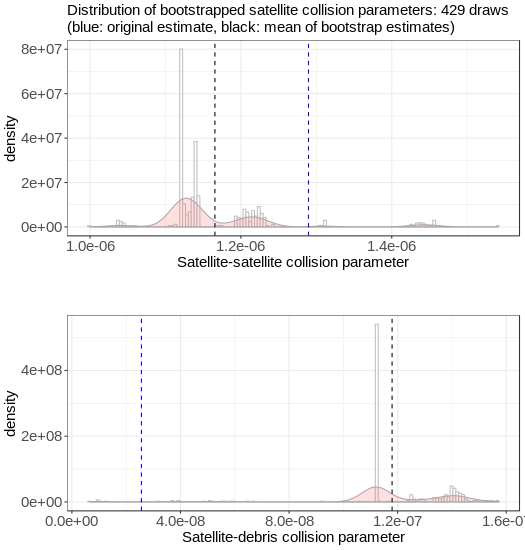 Distribution of bootstrapped satellite collision parameters: 429 draws
(blue: original estimate, black: mean of bootstrap estimates)
8e+07
6e+07
4e+07
2e+07
0e+00
density
1.0e-06 1.2e-06 1.4e-06
Satellite-satellite collision parameter
4e+08
2e+08
0e+00
density
0.0e+00 4.0e-08 8.0e-08 1.2e-07 1.6e-0
Satellite-debris collision parameter